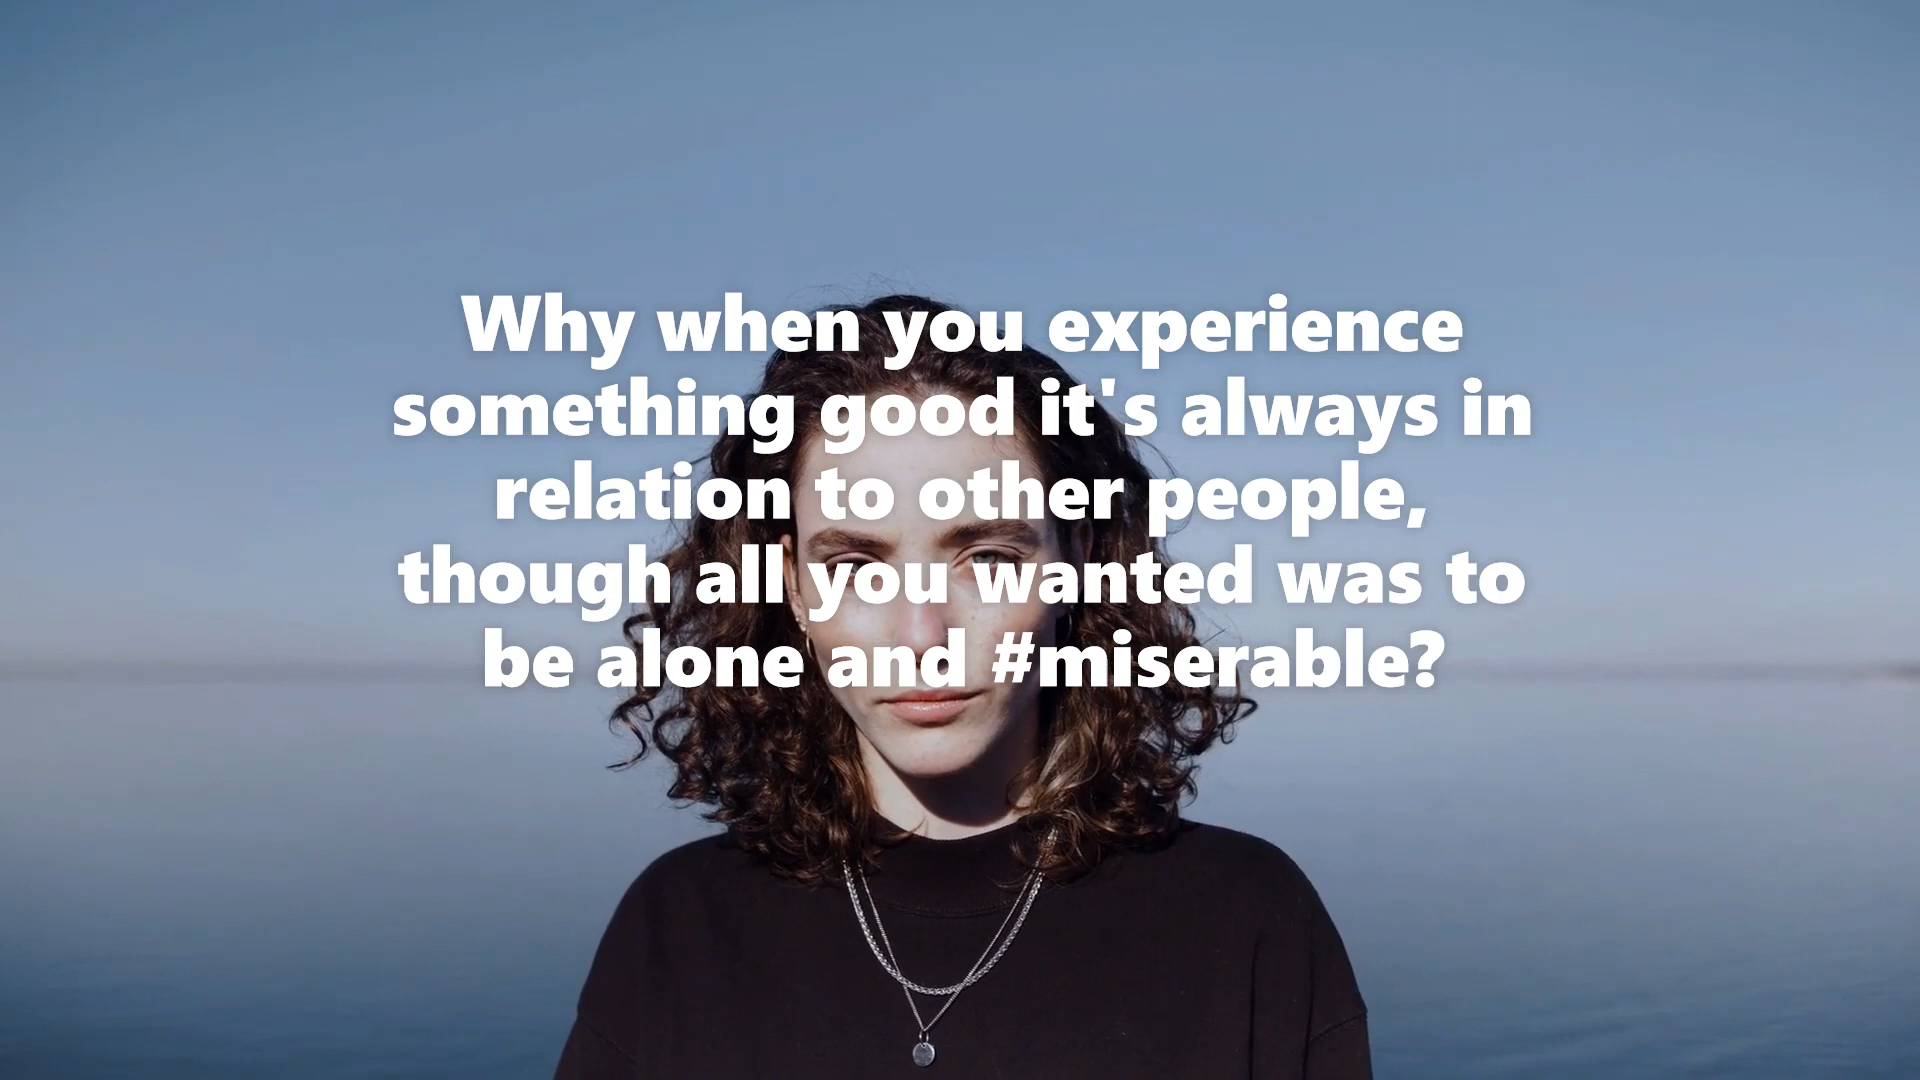 Why when you experience
something good it's always in
relation to other people,
though all you wanted was to
be alone and #miserable?